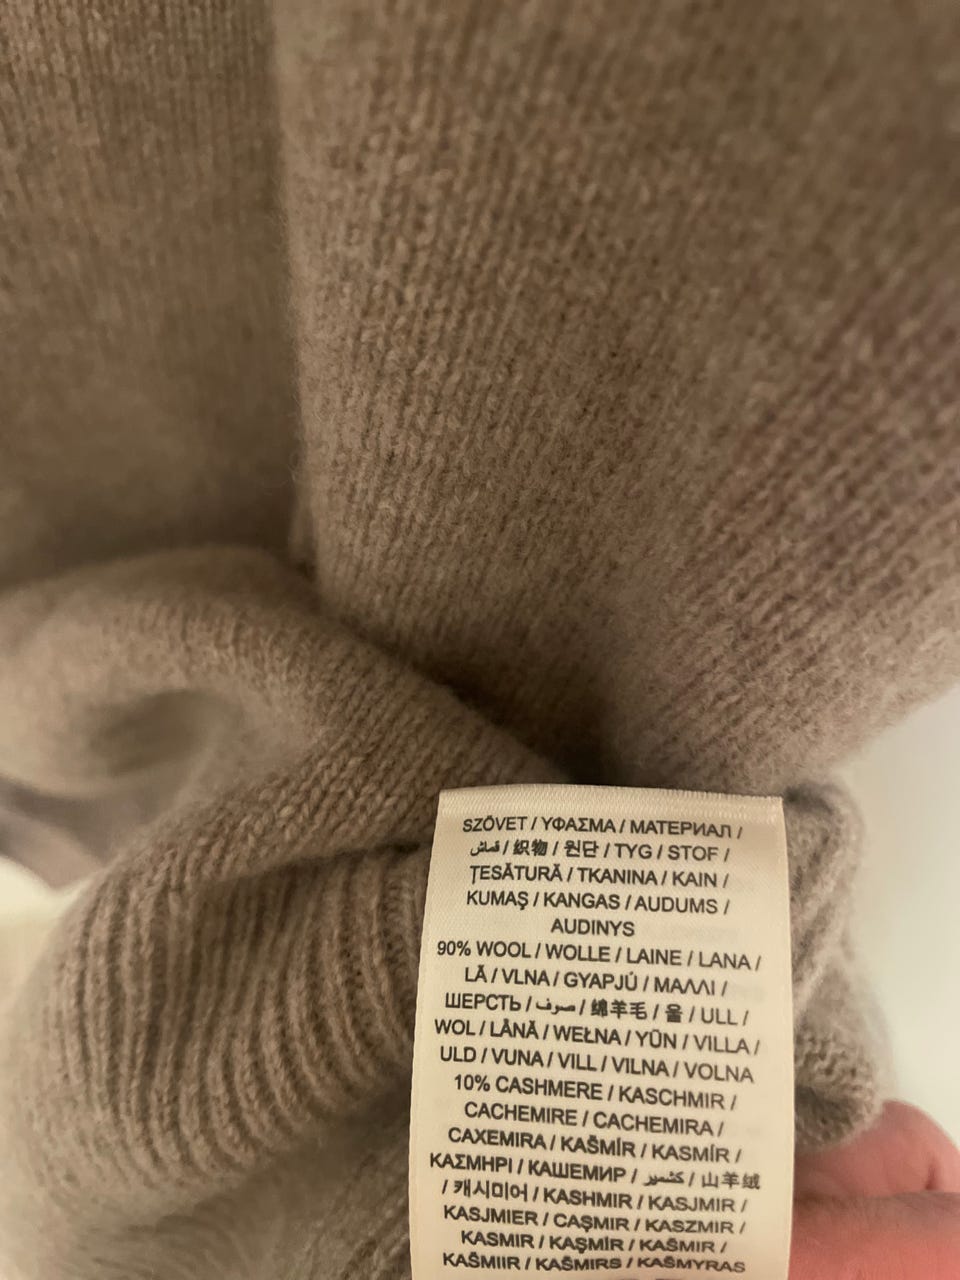 SZÖVET / ΥΦΑΣΜΑ / МАТЕРИАЛ /
قماش / 织物 / 원단 / TYG / STOF /
ŢESĂTURĂ / TKANINA / KAIN /
KUMAŞ / KANGAS / AUDUMS /
AUDINYS
90% WOOL / WOLLE / LAINE / LANA /
LÃ / VLNA / GYAPJÚ / ΜΑΛΛΙ /
ШЕРСТЬ / صوف / 绵羊毛 / 울 / ULL /
WOL / LÂNĂ / WEŁNA / YÜN / VILLA /
ULD / VUNA / VILL / VILNA / VOLNA
10% CASHMERE / KASCHMIR /
CACHEMIRE / CACHEMIRA /
CAXEMIRA / KAŠMÍR / KASMÍR /
ΚΑΣΜΗΡΙ / КАШЕМИР / كشمير / 山羊绒
/ 캐시미어 / KASHMIR / KASJMIR /
KASJMIER / CAŞMIR / KASZMIR /
KASMIR / KAŞMİR / KAŠMIR /
KAŠMIIR / KAŠMIRS / KAŠMYRAS